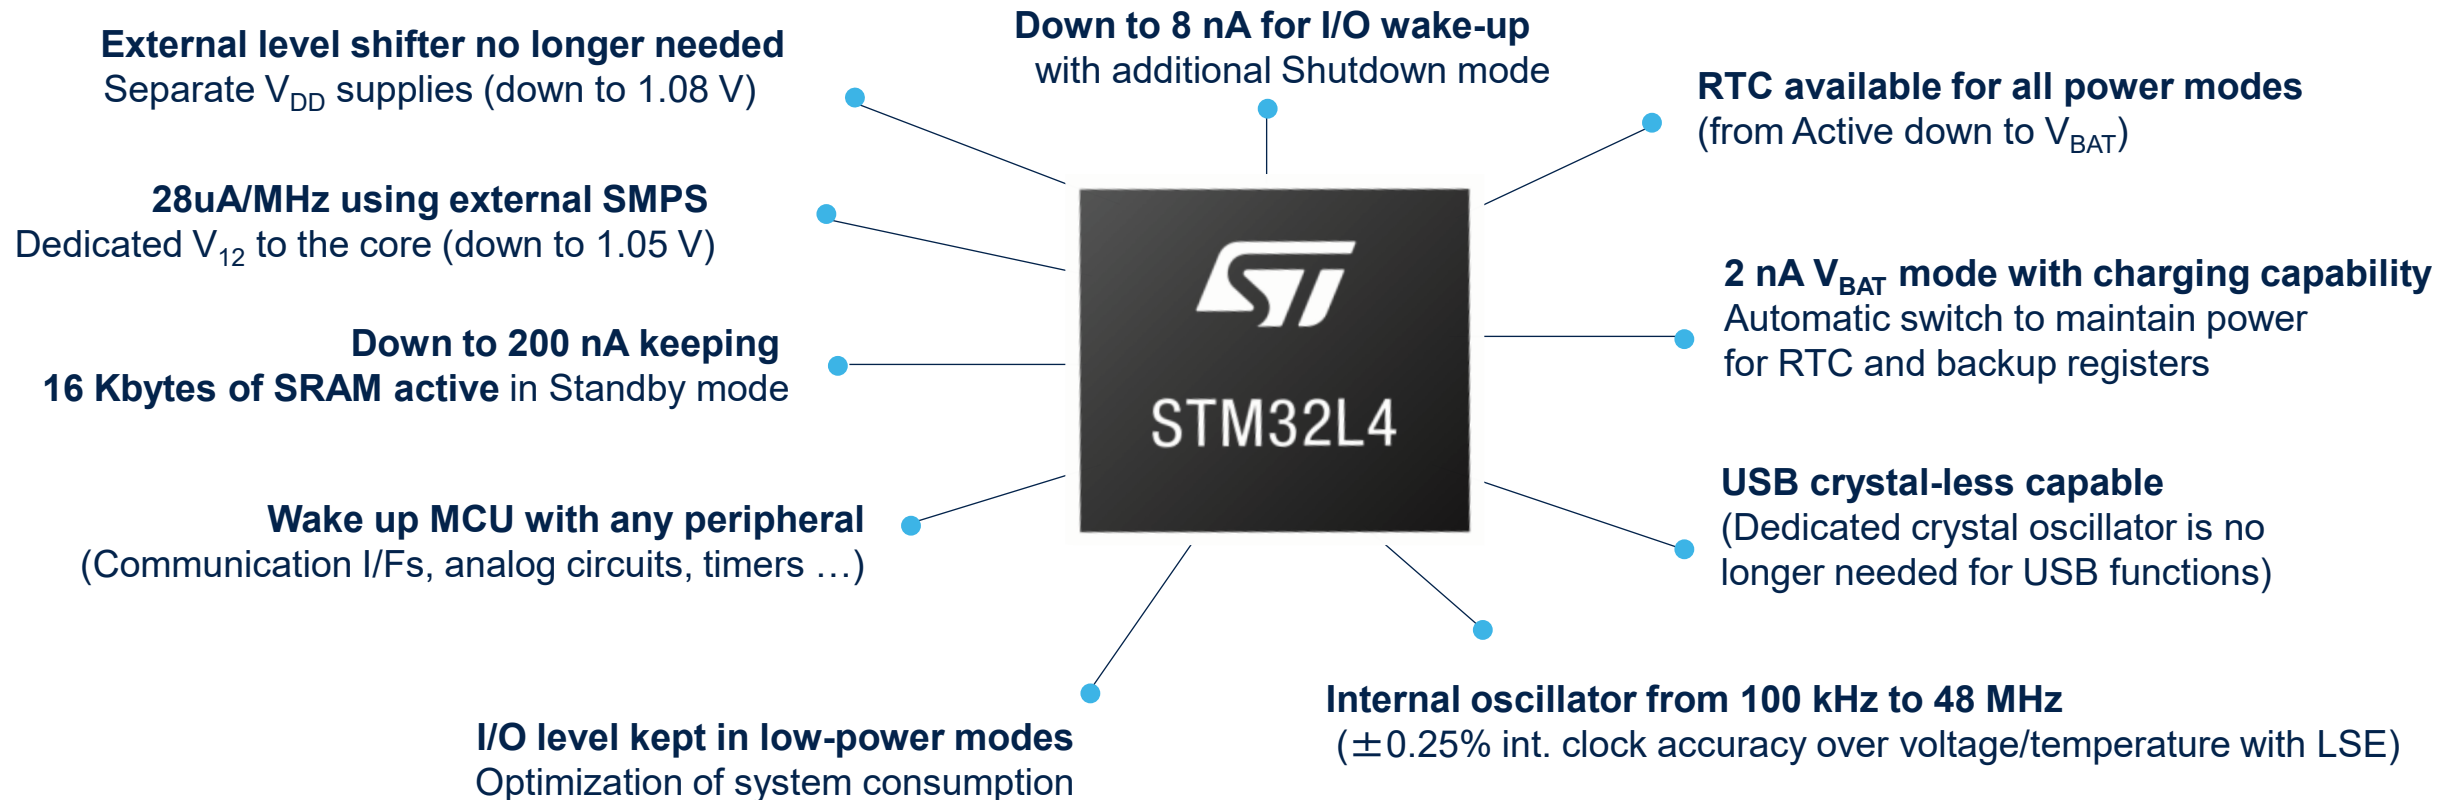 External level shifter no longer needed
Separate VDD supplies (down to 1.08 V)
28uA/MHz using external SMPS
Dedicated V12 to the core (down to 1.05 V)
Down to 200 nA keeping
16 Kbytes of SRAM active in Standby mode
Wake up MCU with any peripheral
(Communication I/Fs, analog circuits, timers …)
I/O level kept in low-power modes
Optimization of system consumption
Down to 8 nA for I/O wake-up
with additional Shutdown mode
ST
STM32L4
RTC available for all power modes
(from Active down to VBAT)
2 nA VBAT mode with charging capability
Automatic switch to maintain power
for RTC and backup registers
USB crystal-less capable
(Dedicated crystal oscillator is no
longer needed for USB functions)
Internal oscillator from 100 kHz to 48 MHz
(±0.25% int. clock accuracy over voltage/temperature with LSE)